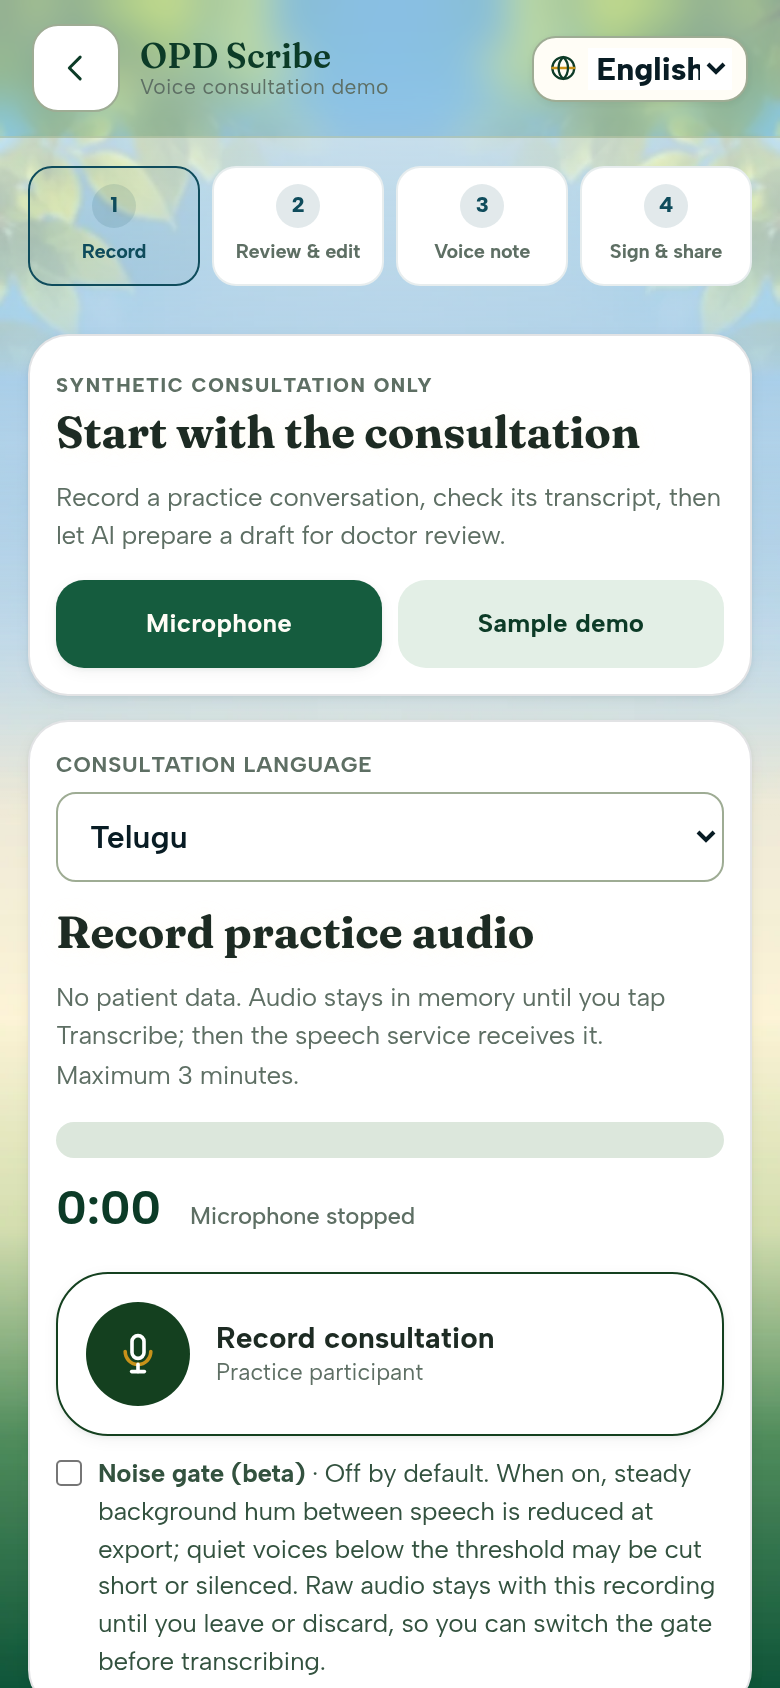 OPD Scribe
Voice consultation demo
English
1
Record
2
Review & edit
3
Voice note
4
Sign & share
SYNTHETIC CONSULTATION ONLY
Start with the consultation
Record a practice conversation, check its transcript, then
let AI prepare a draft for doctor review.
Microphone
Sample demo
CONSULTATION LANGUAGE
Telugu
Record practice audio
No patient data. Audio stays in memory until you tap
Transcribe; then the speech service receives it.
Maximum 3 minutes.
0:00
Microphone stopped
Record consultation
Practice participant
Noise gate (beta) · Off by default. When on, steady
background hum between speech is reduced at
export; quiet voices below the threshold may be cut
short or silenced. Raw audio stays with this recording
until you leave or discard, so you can switch the gate
before transcribing.